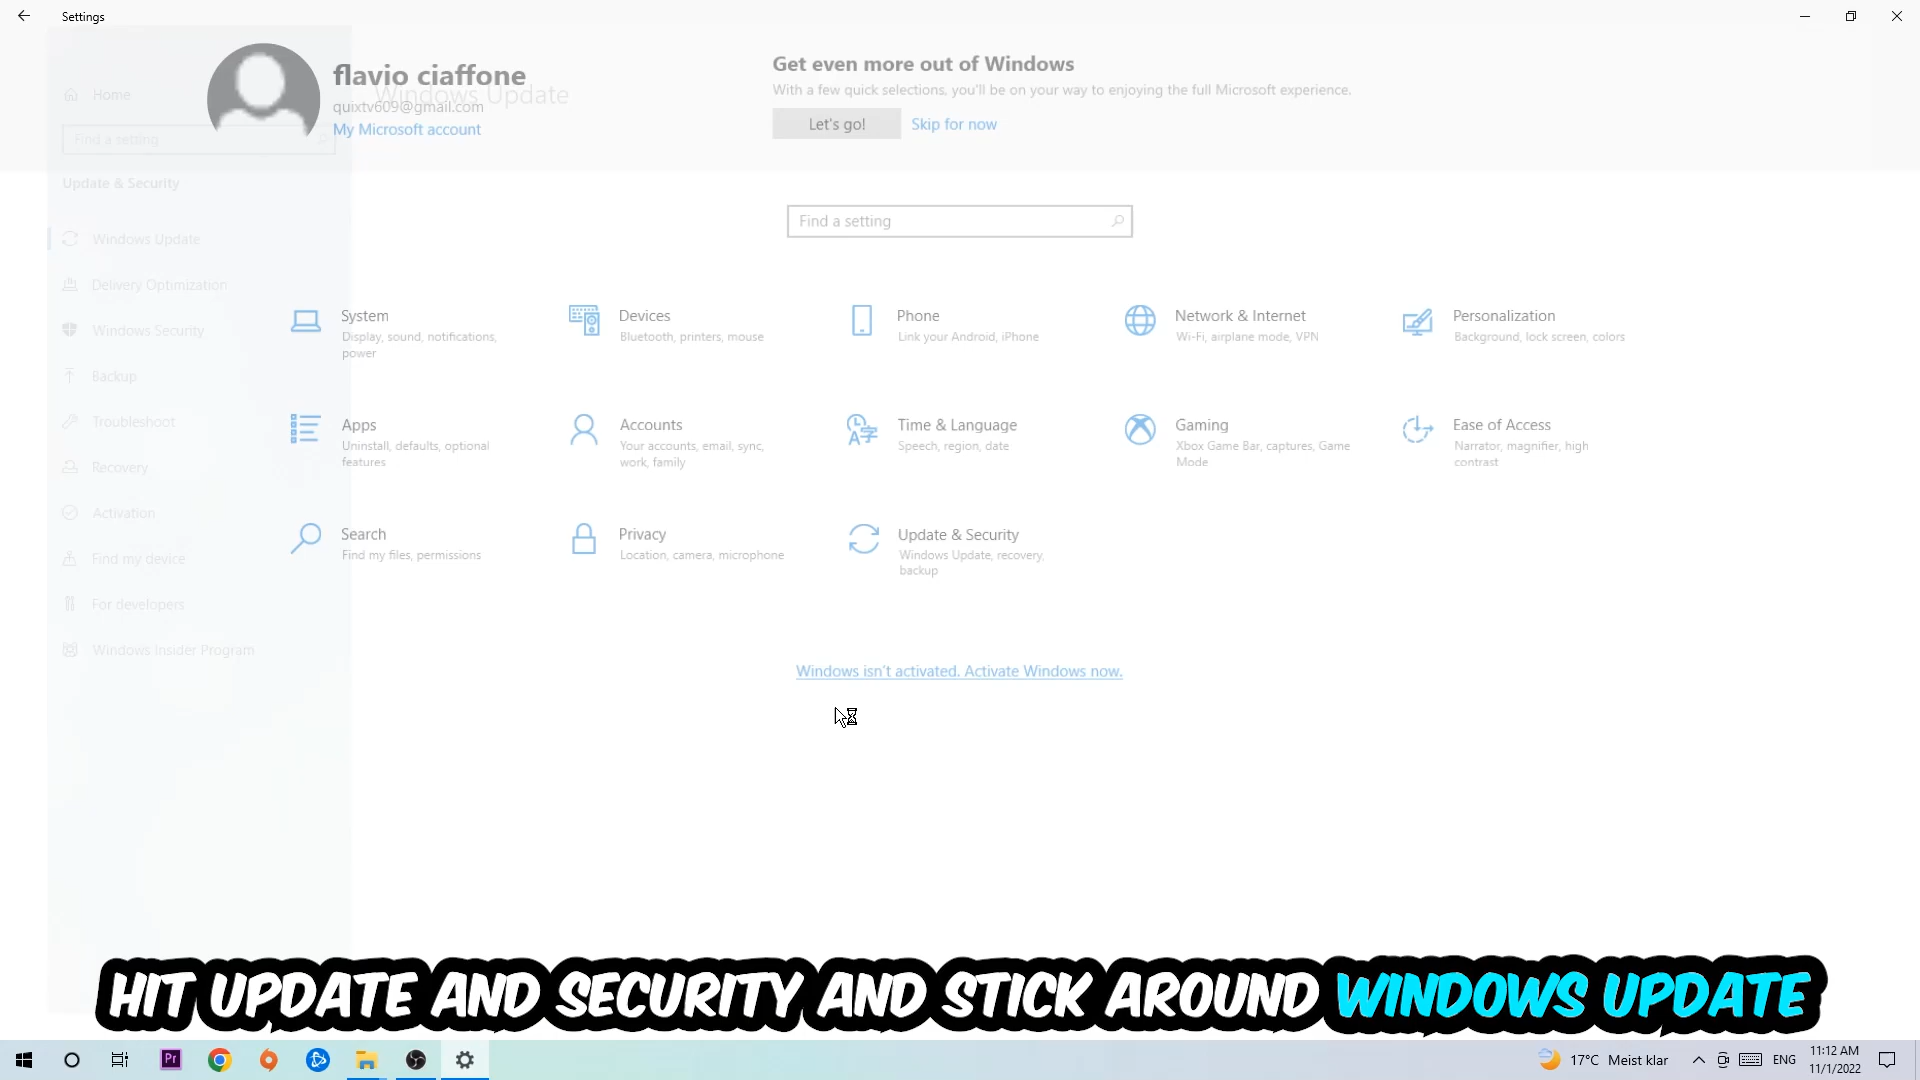 Settings
flavio ciaffone
Windows Update
quixtv609@gmail.com
My Microsoft account
Get even more out of Windows
With a few quick selections, you'll be on your way to enjoying the full Microsoft experience.
Let's go!
Skip for now
Home
Find a setting
Update & Security
Windows Update
Delivery Optimization
Windows Security
Backup
Troubleshoot
Recovery
Activation
Find my device
For developers
Windows Insider Program
Find a setting
System
Display, sound, notifications,
power
Devices
Bluetooth, printers, mouse
Phone
Link your Android, iPhone
Network & Internet
Wi-Fi, airplane mode, VPN
Personalization
Background, lock screen, colors
Apps
Uninstall, defaults, optional
features
Accounts
Your accounts, email, sync,
work, family
Time & Language
Speech, region, date
Gaming
Xbox Game Bar, captures, Game
Mode
Ease of Access
Narrator, magnifier, high
contrast
Search
Find my files, permissions
Privacy
Location, camera, microphone
Update & Security
Windows Update, recovery,
backup
Windows isn't activated. Activate Windows now.
HIT UPDATE AND SECURITY AND STICK AROUND WINDOWS UPDATE
Pr
17°C Meist klar
ENG
11:12 AM
11/1/2022